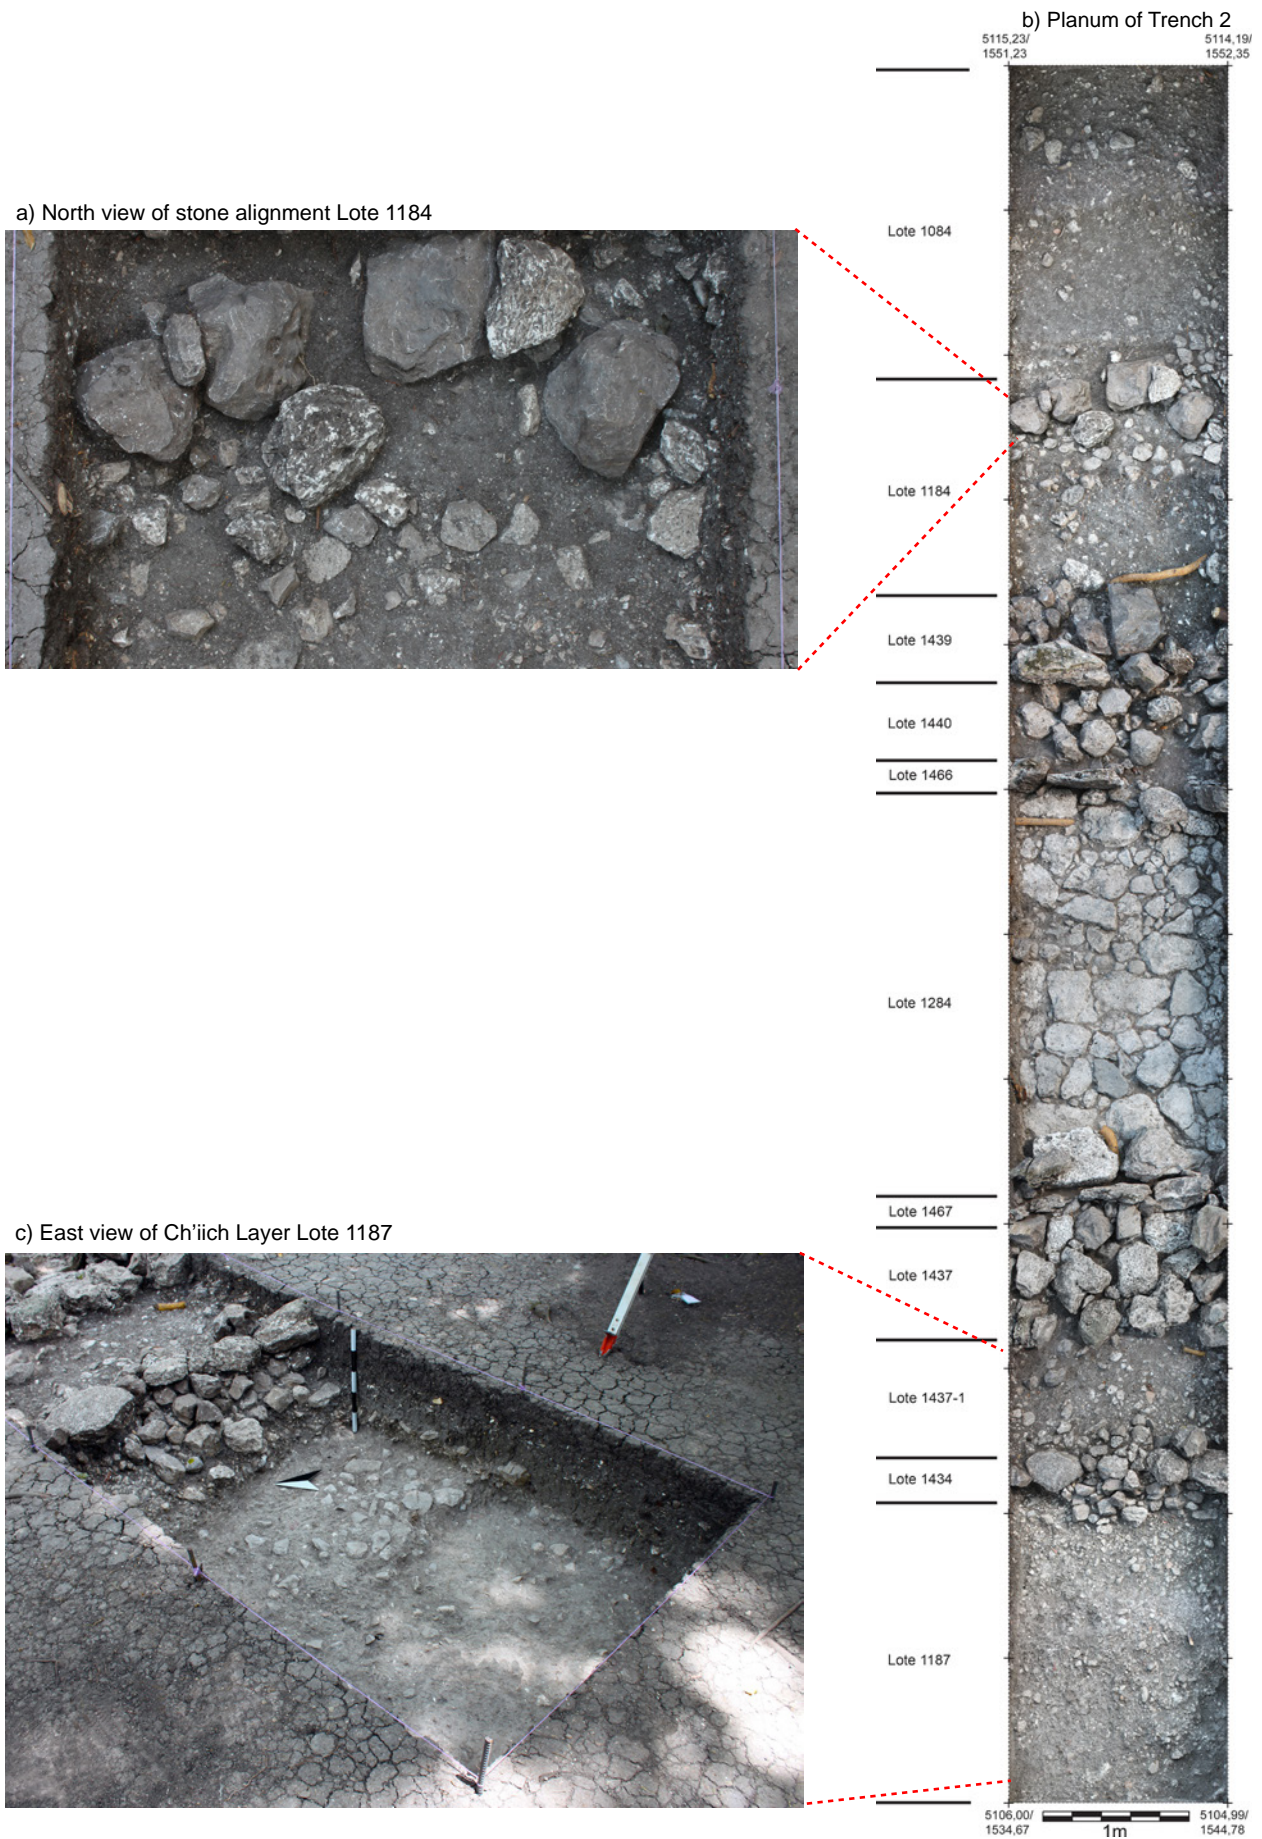 b) Planum of Trench 2
5115,23/
1551,23
5114,19/
1552,35
a) North view of stone alignment Lote 1184
Lote 1084
Lote 1184
Lote 1439
Lote 1440
Lote 1466
Lote 1284
c) East view of Ch'iich Layer Lote 1187
Lote 1467
Lote 1437
Lote 1437-1
Lote 1434
Lote 1187
5106,00/
1534,67
1m
5104,99/
1544,78